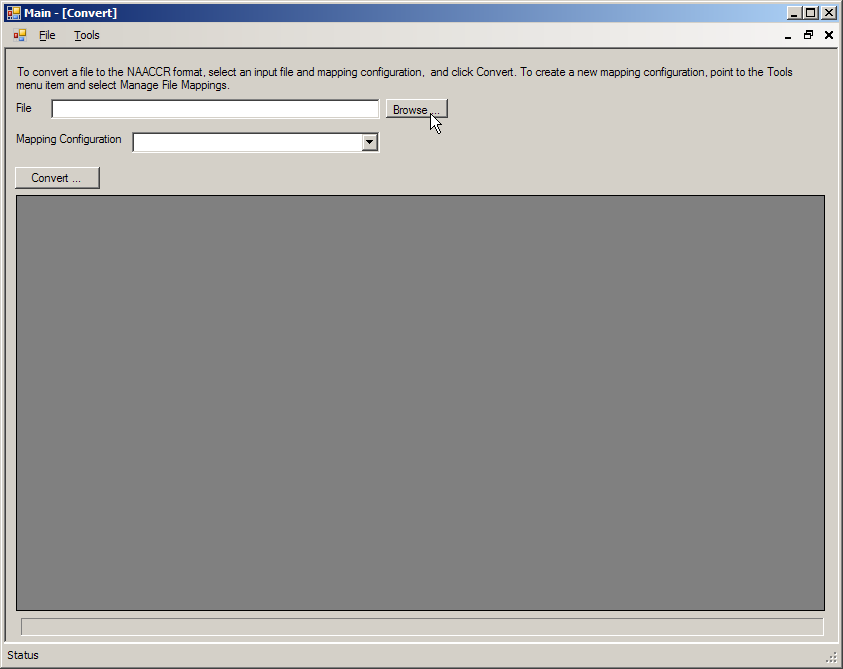 Main - [Convert]
File Tools
To convert a file to the NAACCR format, select an input file and mapping configuration,  and click Convert. To create a new mapping configuration, point to the Tools
menu item and select Manage File Mappings.
File Browse ...
Mapping Configuration
Convert ...
Status